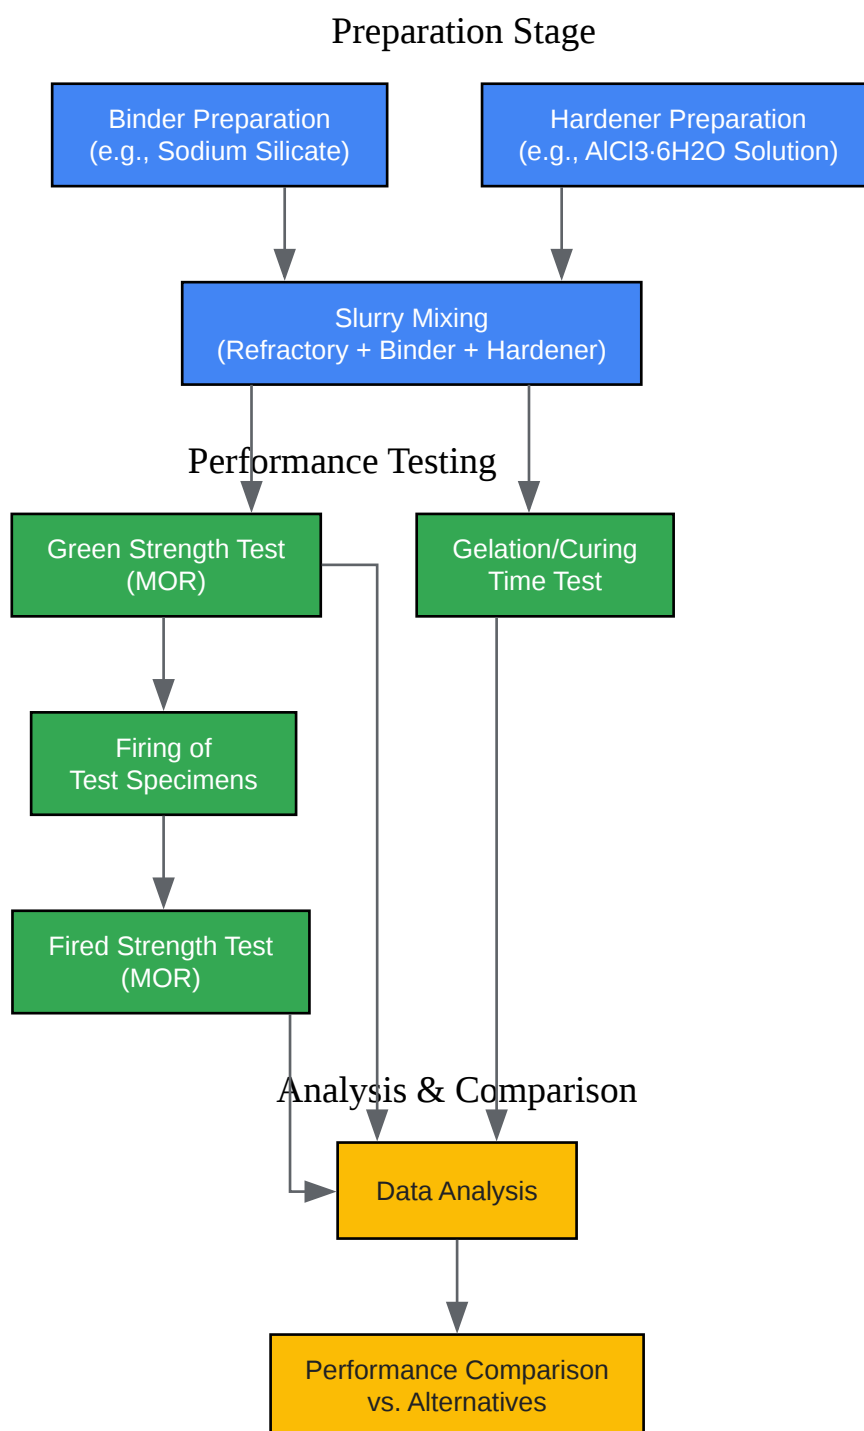 Preparation Stage
Binder Preparation
(e.g., Sodium Silicate)
Hardener Preparation
(e.g., AlCl3·6H2O Solution)
Slurry Mixing
(Refractory + Binder + Hardener)
Performance Testing
Green Strength Test
(MOR)
Gelation/Curing
Time Test
Firing of
Test Specimens
Fired Strength Test
(MOR)
Analysis & Comparison
Data Analysis
Performance Comparison
vs. Alternatives